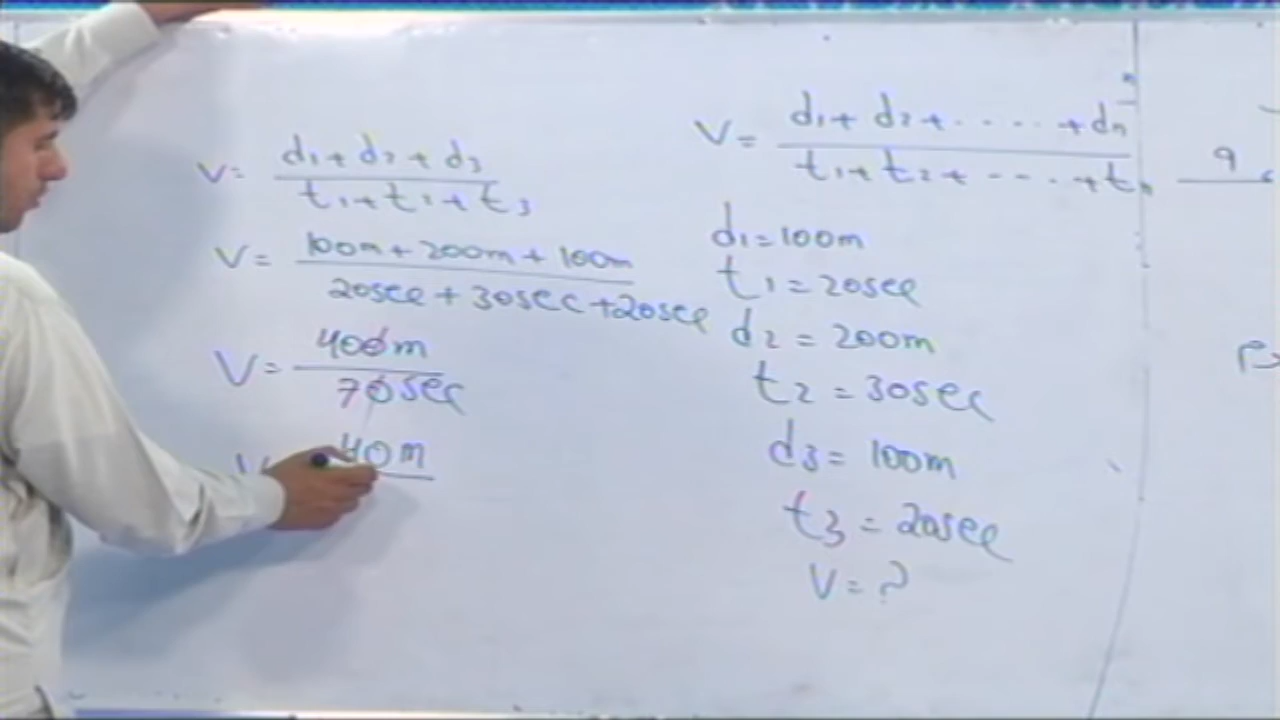 V = d1 + d2 + d3
t1 + t2 + t3
V = 100m + 200m + 100m
20sec + 30sec + 20sec
V = 400m
70sec
V 40m
V = d1 + d2 + ..... + dn
t1 + t2 + ..... + tn
d1 = 100m
t1 = 20sec
d2 = 200m
t2 = 30sec
d3 = 100m
t3 = 20sec
V = ?
9